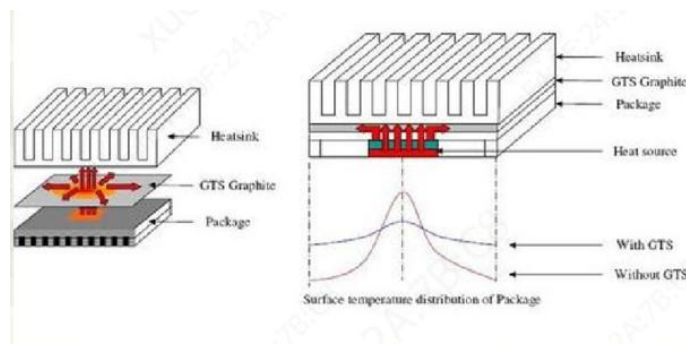 Heatsink
GTS Graphite
Package
Heatsink
GTS Graphite
Package
Heat source
With GTS
Without GTS
Surface temperature distribution of Package